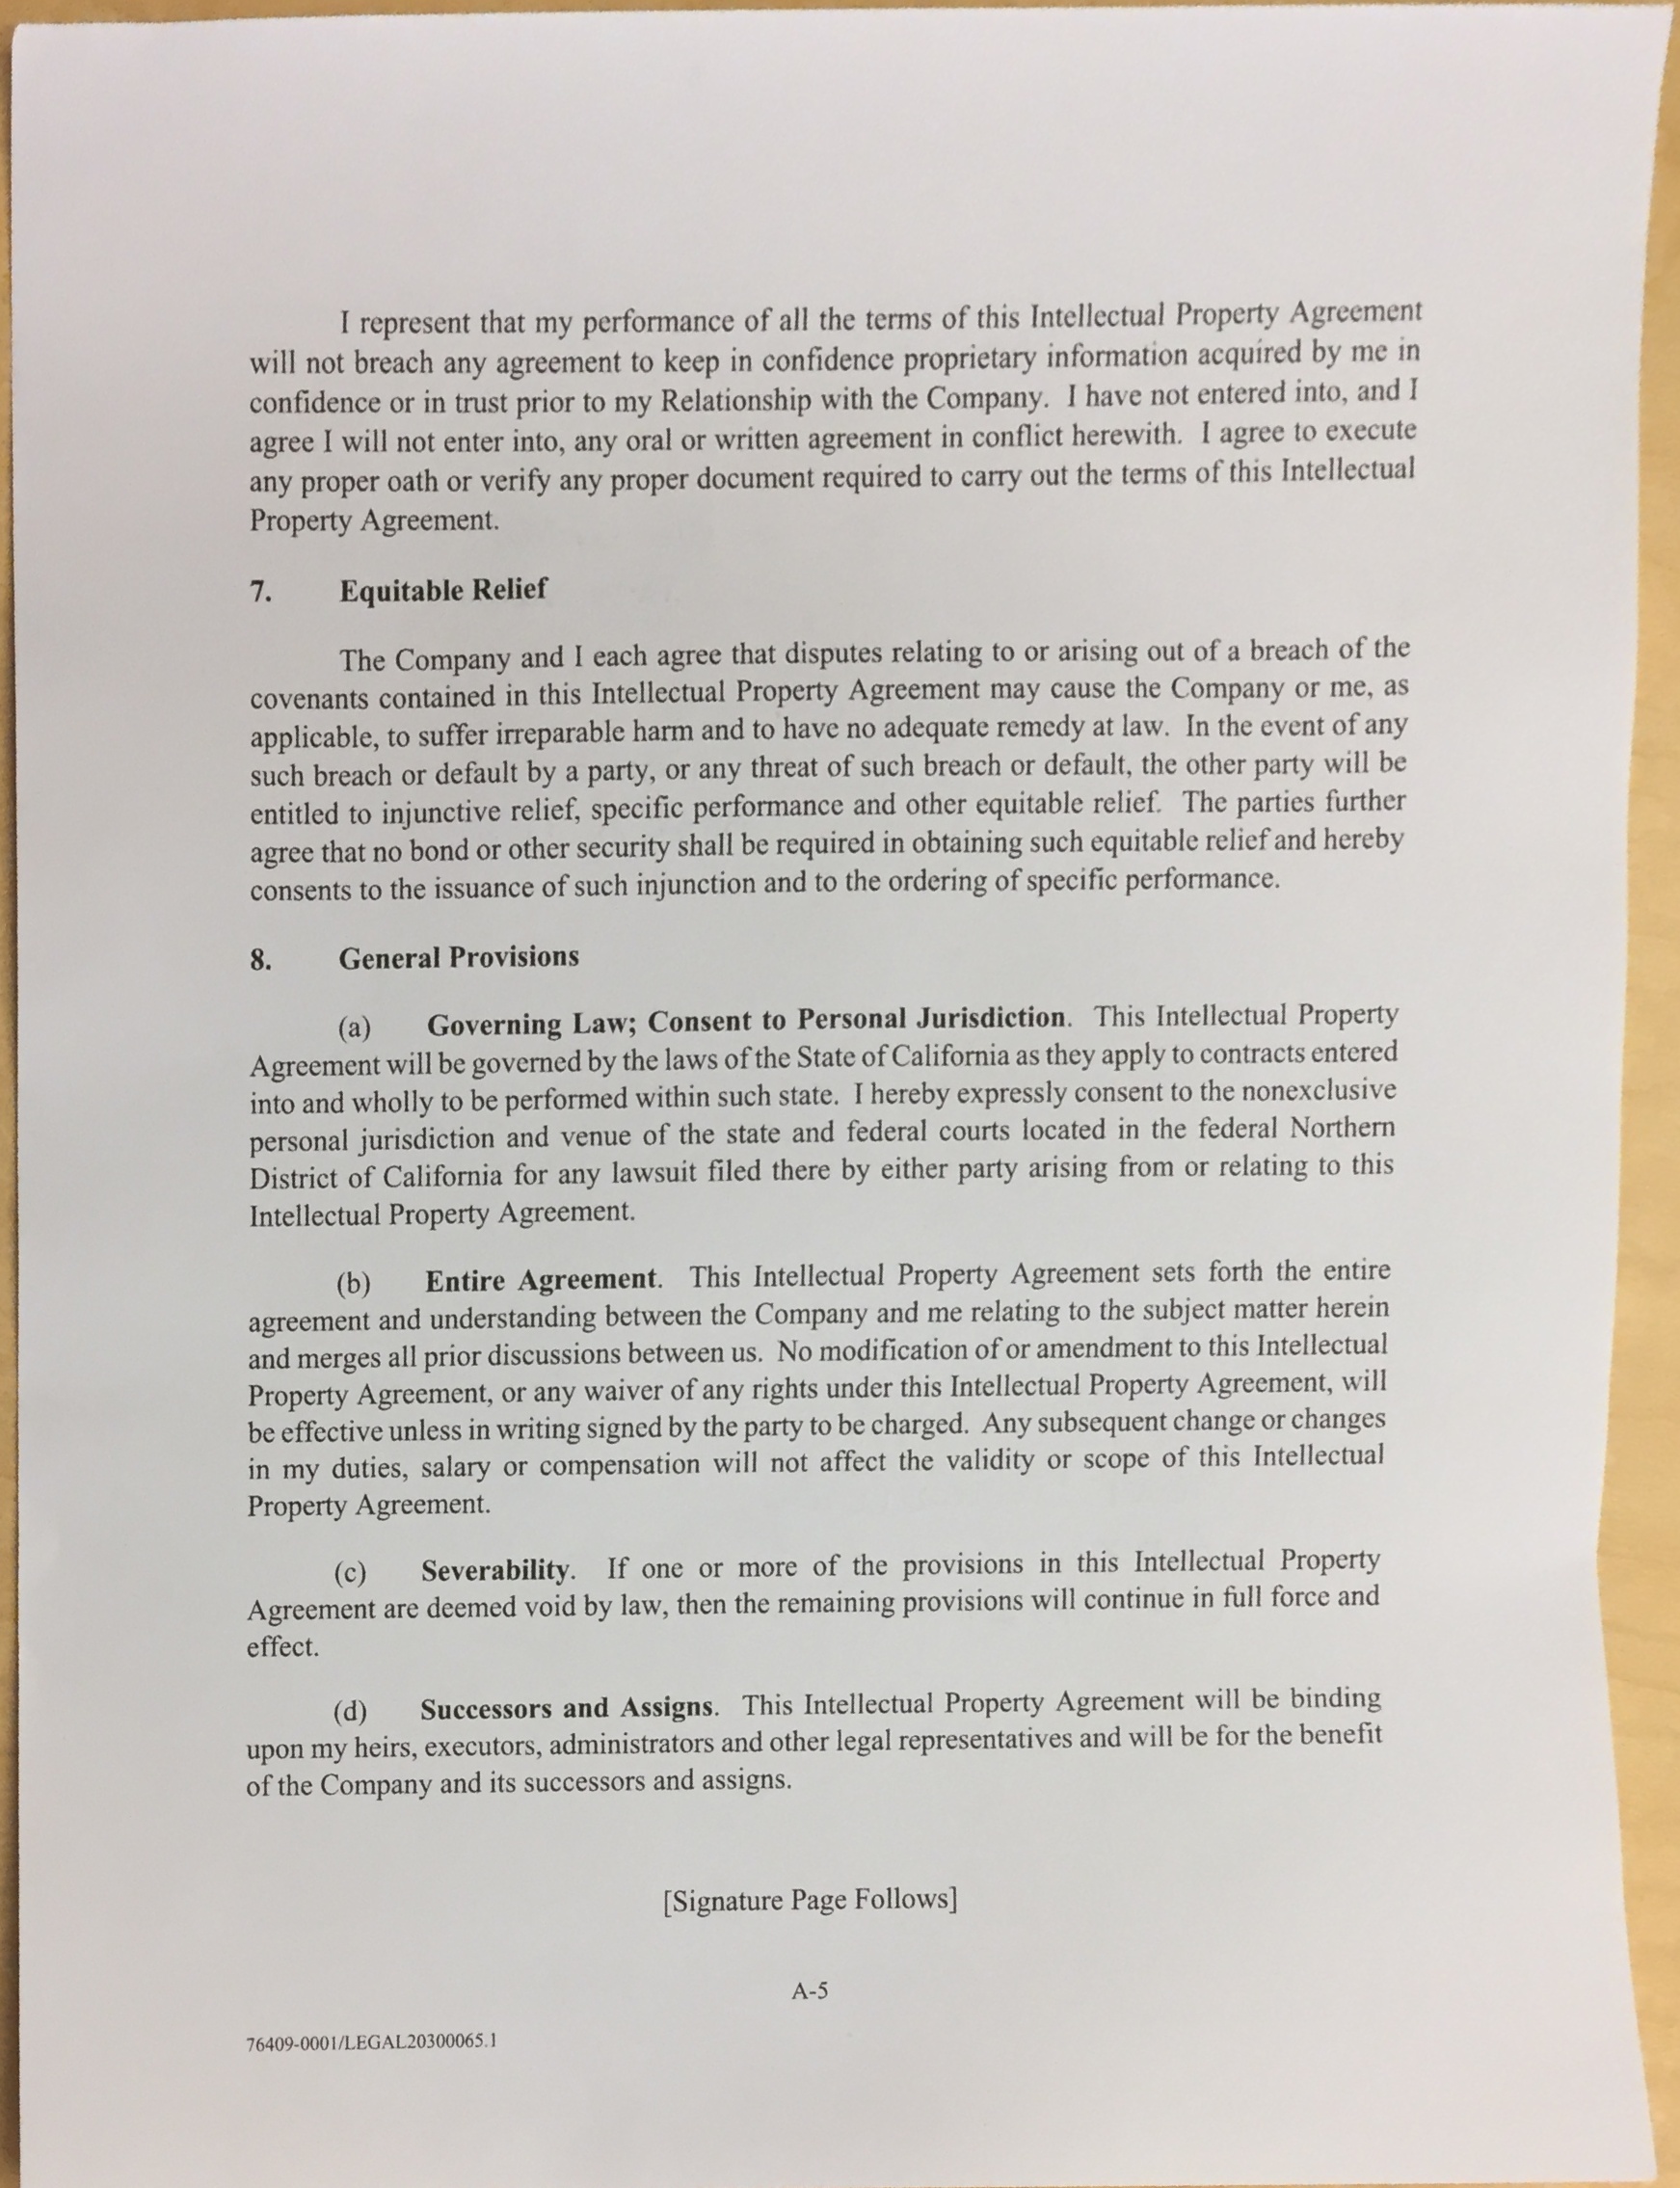 I represent that my performance of all the terms of this Intellectual Property Agreement
will not breach any agreement to keep in confidence proprietary information acquired by me in
confidence or in trust prior to my Relationship with the Company. I have not entered into, and I
agree I will not enter into, any oral or written agreement in conflict herewith. I agree to execute
any proper oath or verify any proper document required to carry out the terms of this Intellectual
Property Agreement.
7. Equitable Relief
The Company and I each agree that disputes relating to or arising out of a breach of the
covenants contained in this Intellectual Property Agreement may cause the Company or me, as
applicable, to suffer irreparable harm and to have no adequate remedy at law. In the event of any
such breach or default by a party, or any threat of such breach or default, the other party will be
entitled to injunctive relief, specific performance and other equitable relief. The parties further
agree that no bond or other security shall be required in obtaining such equitable relief and hereby
consents to the issuance of such injunction and to the ordering of specific performance.
8. General Provisions
(a) Governing Law; Consent to Personal Jurisdiction. This Intellectual Property
Agreement will be governed by the laws of the State of California as they apply to contracts entered
into and wholly to be performed within such state. I hereby expressly consent to the nonexclusive
personal jurisdiction and venue of the state and federal courts located in the federal Northern
District of California for any lawsuit filed there by either party arising from or relating to this
Intellectual Property Agreement.
(b) Entire Agreement. This Intellectual Property Agreement sets forth the entire
agreement and understanding between the Company and me relating to the subject matter herein
and merges all prior discussions between us. No modification of or amendment to this Intellectual
Property Agreement, or any waiver of any rights under this Intellectual Property Agreement, will
be effective unless in writing signed by the party to be charged. Any subsequent change or changes
in my duties, salary or compensation will not affect the validity or scope of this Intellectual
Property Agreement.
(c) Severability. If one or more of the provisions in this Intellectual Property
Agreement are deemed void by law, then the remaining provisions will continue in full force and
effect.
(d) Successors and Assigns. This Intellectual Property Agreement will be binding
upon my heirs, executors, administrators and other legal representatives and will be for the benefit
of the Company and its successors and assigns.
[Signature Page Follows]
A-5
76409-0001/LEGAL20300065.1